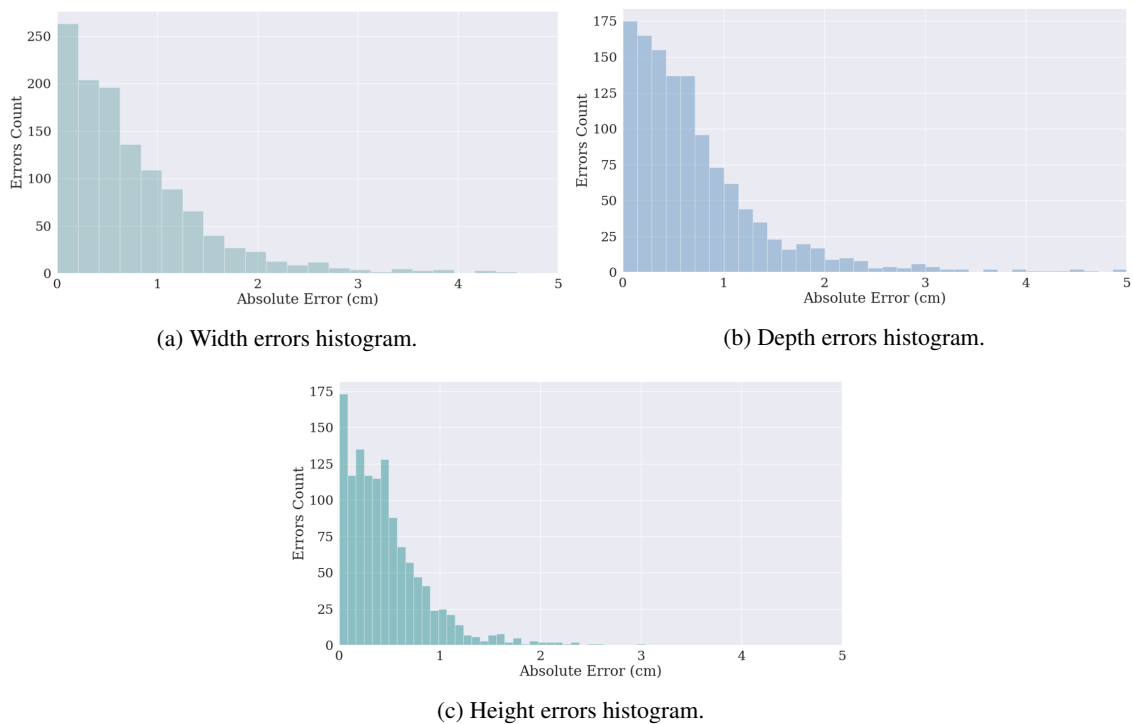 250
200
150
100
50
0
Errors Count
0 1 2 3 4 5
Absolute Error (cm)
(a) Width errors histogram.
175
150
125
100
75
50
25
0
Errors Count
0 1 2 3 4 5
Absolute Error (cm)
(b) Depth errors histogram.
175
150
125
100
75
50
25
0
Errors Count
0 1 2 3 4 5
Absolute Error (cm)
(c) Height errors histogram.